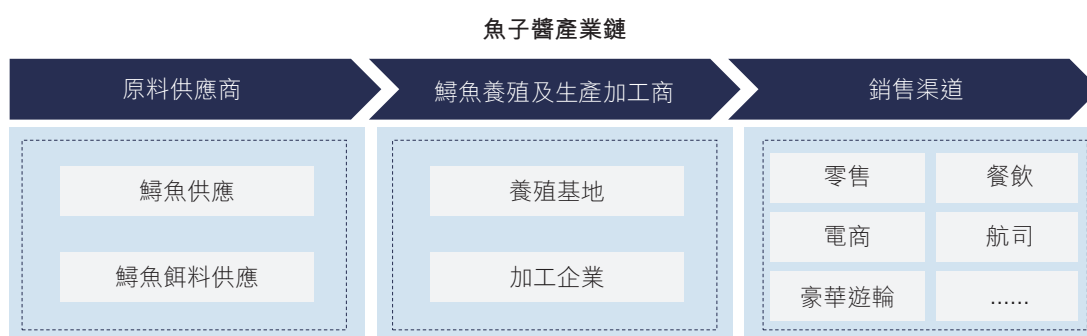 魚子醬產業鏈
原料供應商
鱘魚養殖及生產加工商
銷售渠道
鱘魚供應
鱘魚餌料供應
養殖基地
加工企業
零售
餐飲
電商
航司
豪華遊輪
......